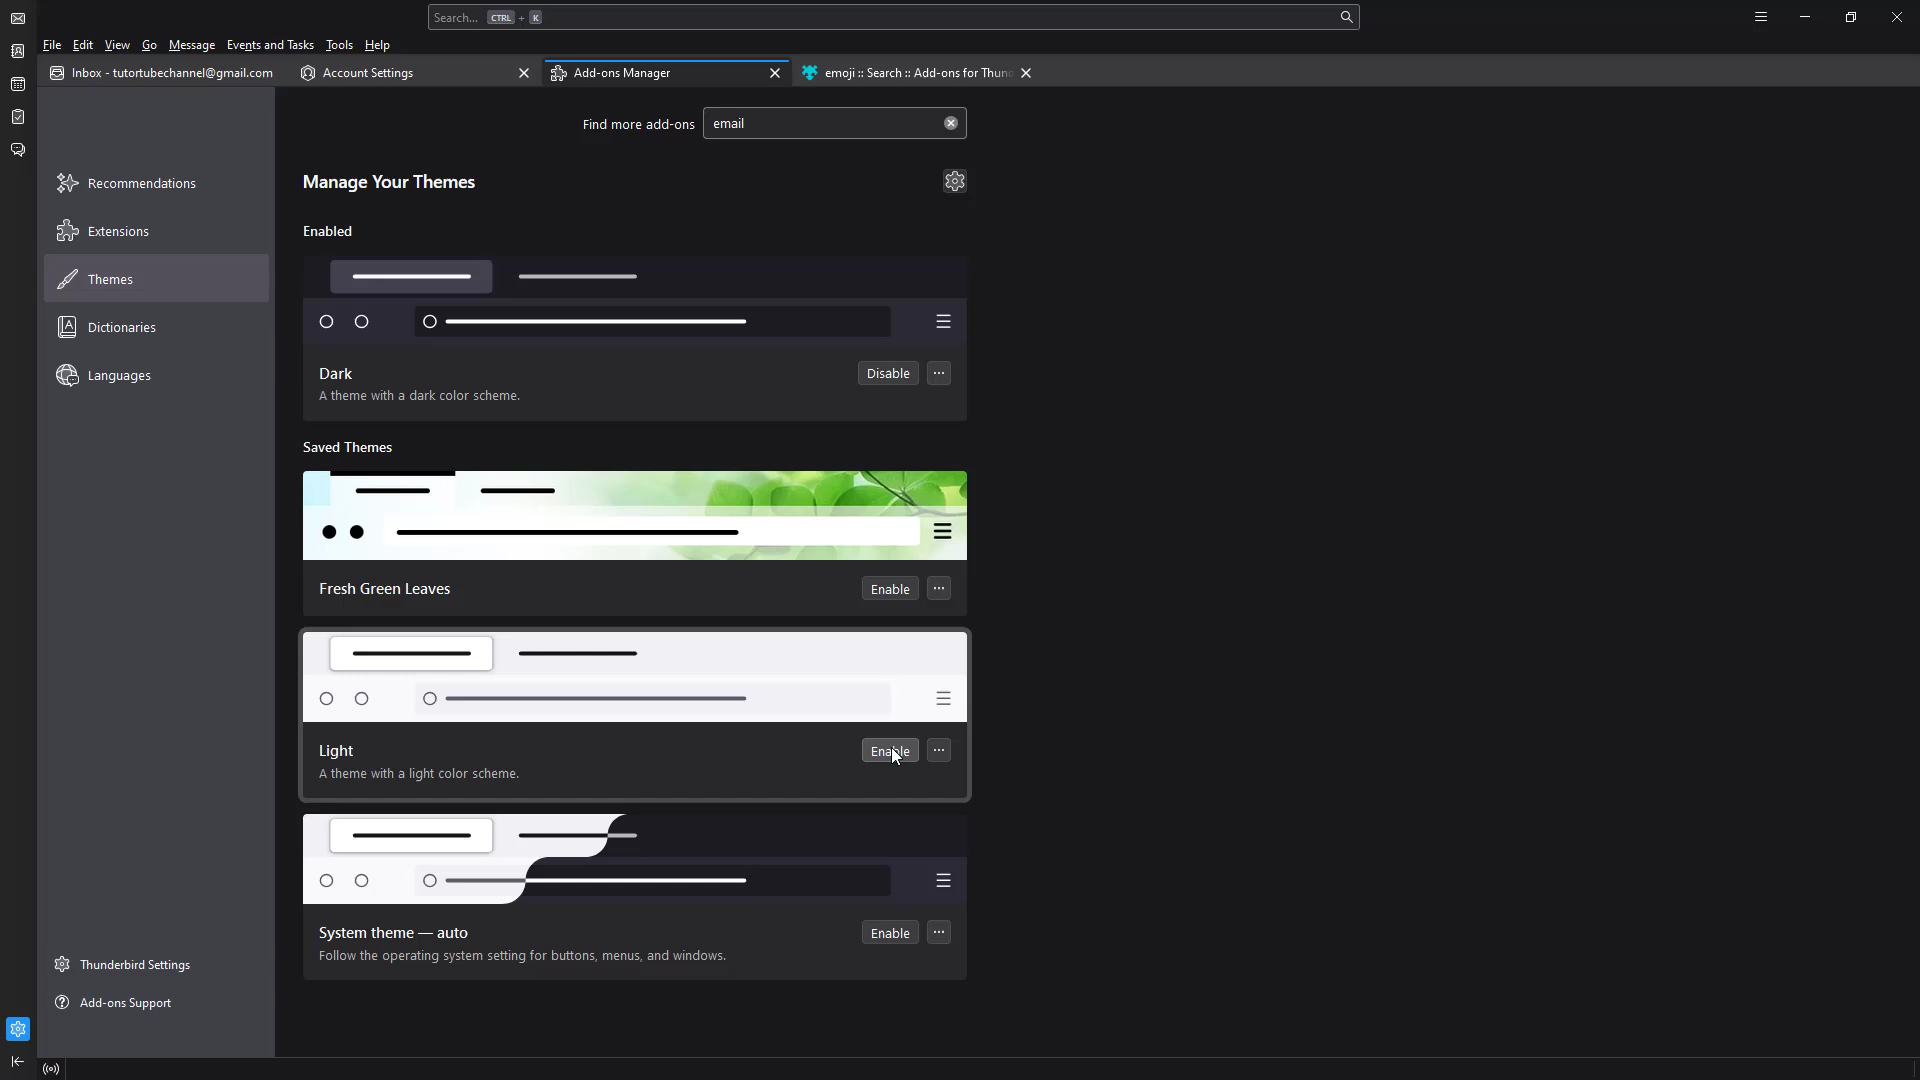 Search... CTRL + K
File Edit View Go Message Events and Tasks Tools Help
Inbox - tutortubechannel@gmail.com Account Settings Add-ons Manager emoji :: Search :: Add-ons for Thun
Find more add-ons email
Recommendations
Extensions
Themes
Dictionaries
Languages
Thunderbird Settings
Add-ons Support
Manage Your Themes
Enabled
Dark Disable ...
A theme with a dark color scheme.
Saved Themes
Fresh Green Leaves Enable ...
Light Enable ...
A theme with a light color scheme.
System theme — auto Enable ...
Follow the operating system setting for buttons, menus, and windows.